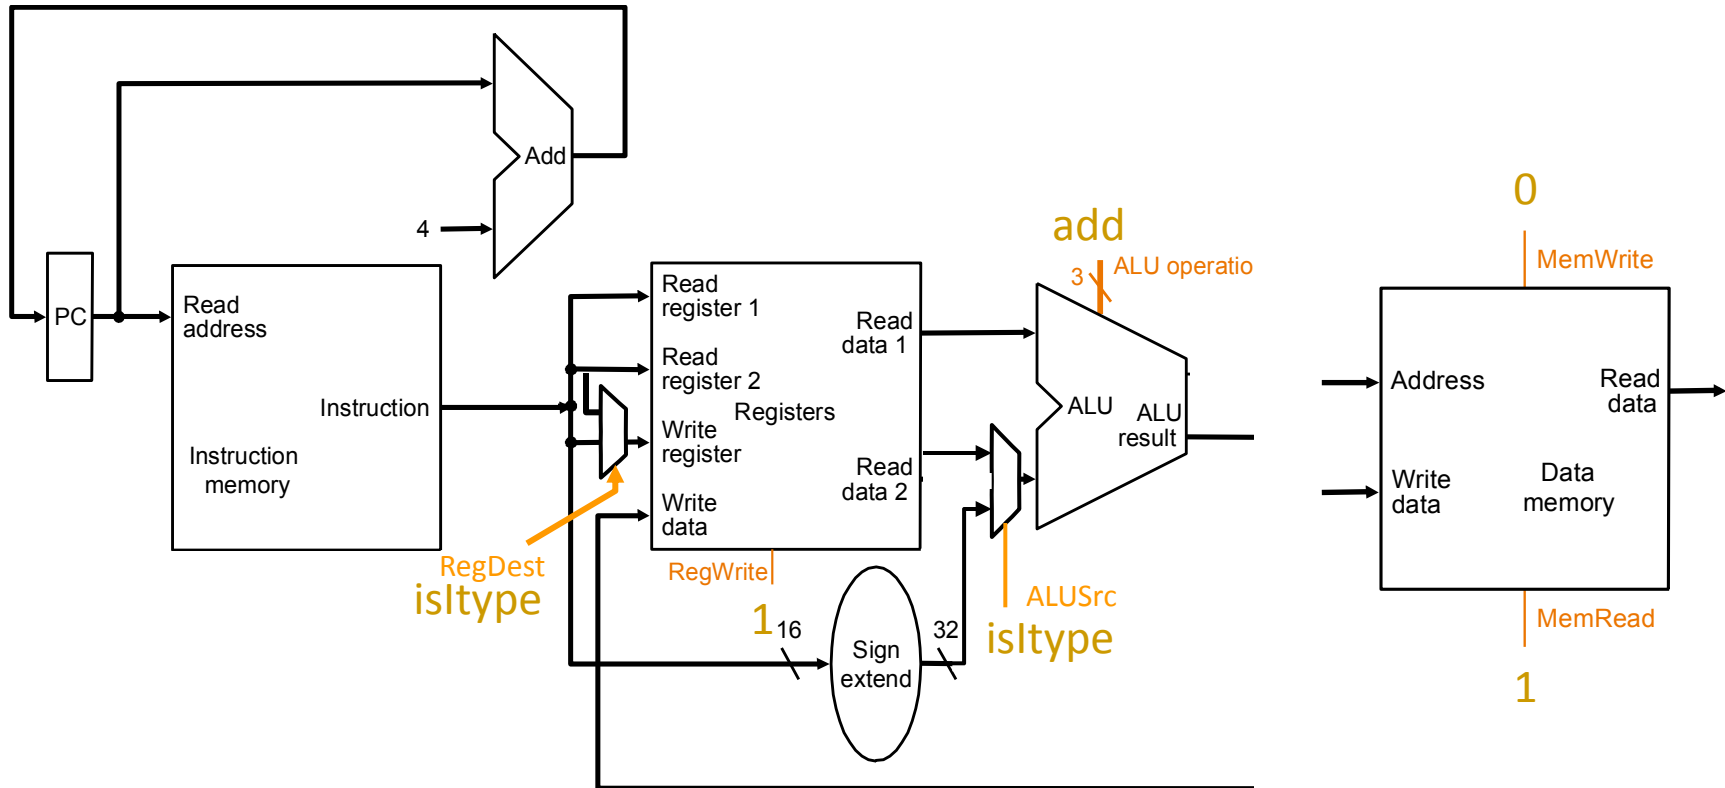 Add
4
PC
Read
address
Instruction
Instruction
memory
Read
register 1
Read
register 2
Registers
Write
register
Write
data
Read
data 1
Read
data 2
RegDest
isItype
RegWrite
1
16
Sign
extend
32
add
3
ALU operatio
ALU
ALU
result
ALUSrc
isItype
0
MemWrite
Address
Read
data
Write
data
Data
memory
MemRead
1